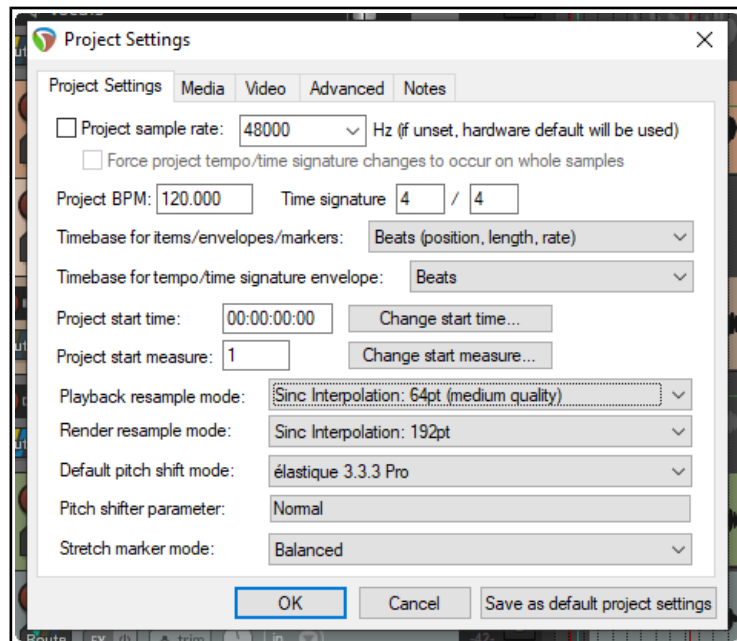 Project Settings
Project Settings Media Video Advanced Notes
Project sample rate: 48000 Hz (if unset, hardware default will be used)
Force project tempo/time signature changes to occur on whole samples
Project BPM: 120.000 Time signature 4 / 4
Timebase for items/envelopes/markers: Beats (position, length, rate)
Timebase for tempo/time signature envelope: Beats
Project start time: 00:00:00:00 Change start time...
Project start measure: 1 Change start measure...
Playback resample mode: Sinc Interpolation: 64pt (medium quality)
Render resample mode: Sinc Interpolation: 192pt
Default pitch shift mode: élastique 3.3.3 Pro
Pitch shifter parameter: Normal
Stretch marker mode: Balanced
OK Cancel Save as default project settings
Route FX trim in -42-